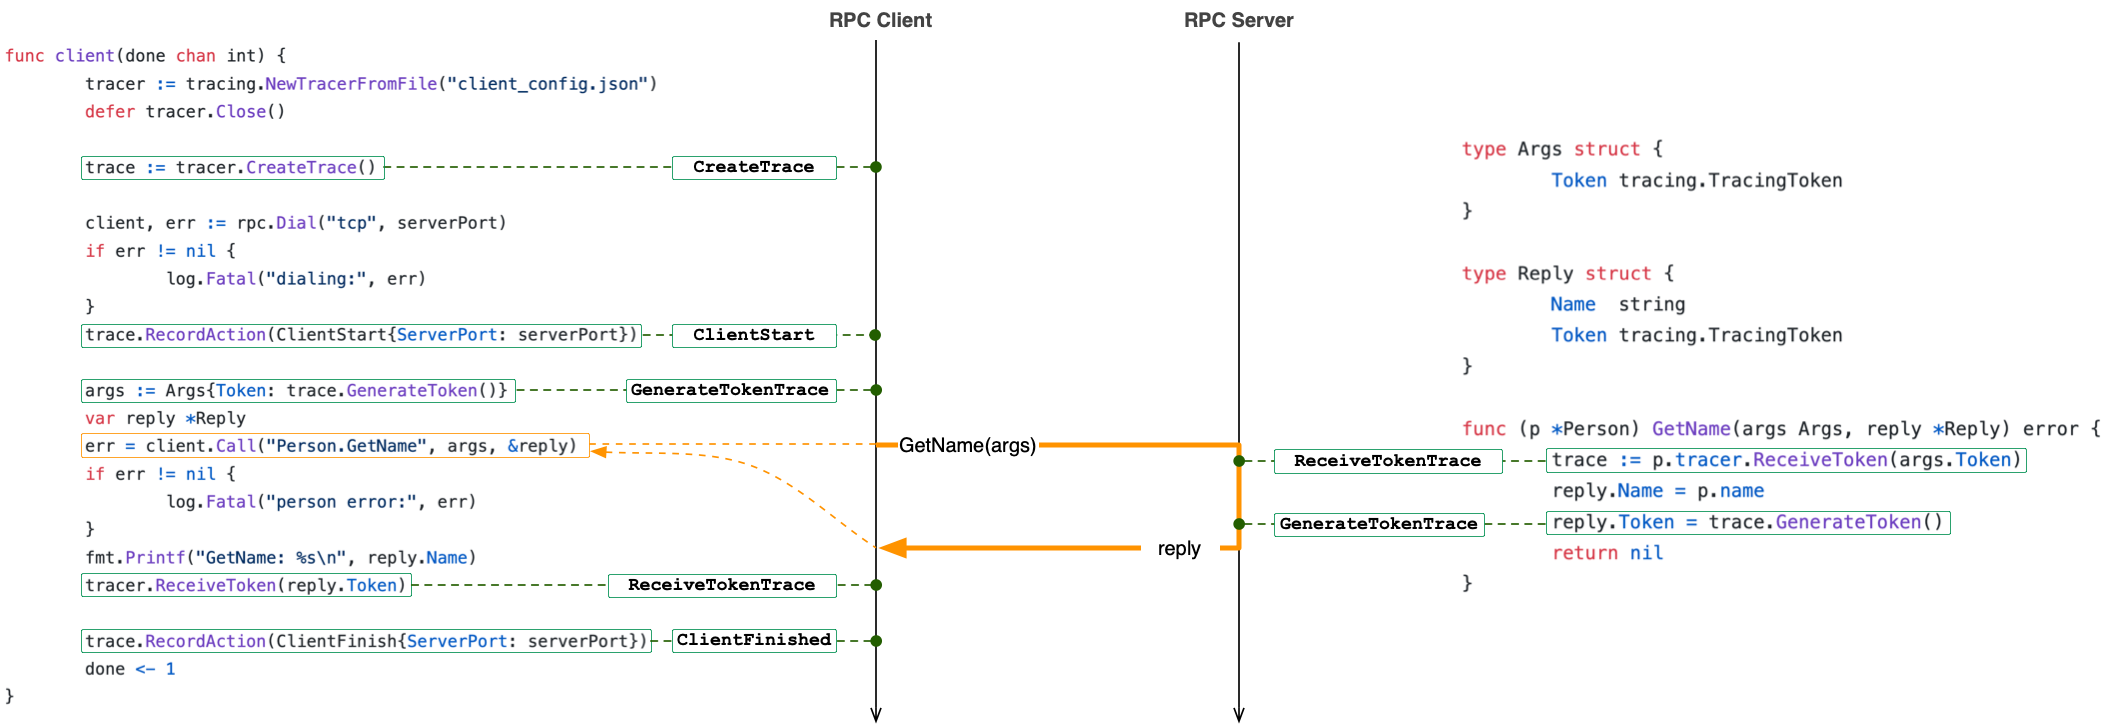 RPC Client
RPC Server
func client(done chan int) {
tracer := tracing.NewTracerFromFile("client_config.json")
defer tracer.Close()
trace := tracer.CreateTrace()
CreateTrace
client, err := rpc.Dial("tcp", serverPort)
if err != nil {
log.Fatal("dialing:", err)
}
trace.RecordAction(ClientStart{ServerPort: serverPort})
ClientStart
args := Args{Token: trace.GenerateToken()}
GenerateTokenTrace
var reply *Reply
err = client.Call("Person.GetName", args, &reply)
GetName(args)
if err != nil {
log.Fatal("person error:", err)
}
reply
fmt.Printf("GetName: %s\n", reply.Name)
tracer.ReceiveToken(reply.Token)
ReceiveTokenTrace
trace.RecordAction(ClientFinish{ServerPort: serverPort})
ClientFinished
done <- 1
}
type Args struct {
Token tracing.TracingToken
}
type Reply struct {
Name string
Token tracing.TracingToken
}
func (p *Person) GetName(args Args, reply *Reply) error {
ReceiveTokenTrace
trace := p.tracer.ReceiveToken(args.Token)
reply.Name = p.name
GenerateTokenTrace
reply.Token = trace.GenerateToken()
return nil
}